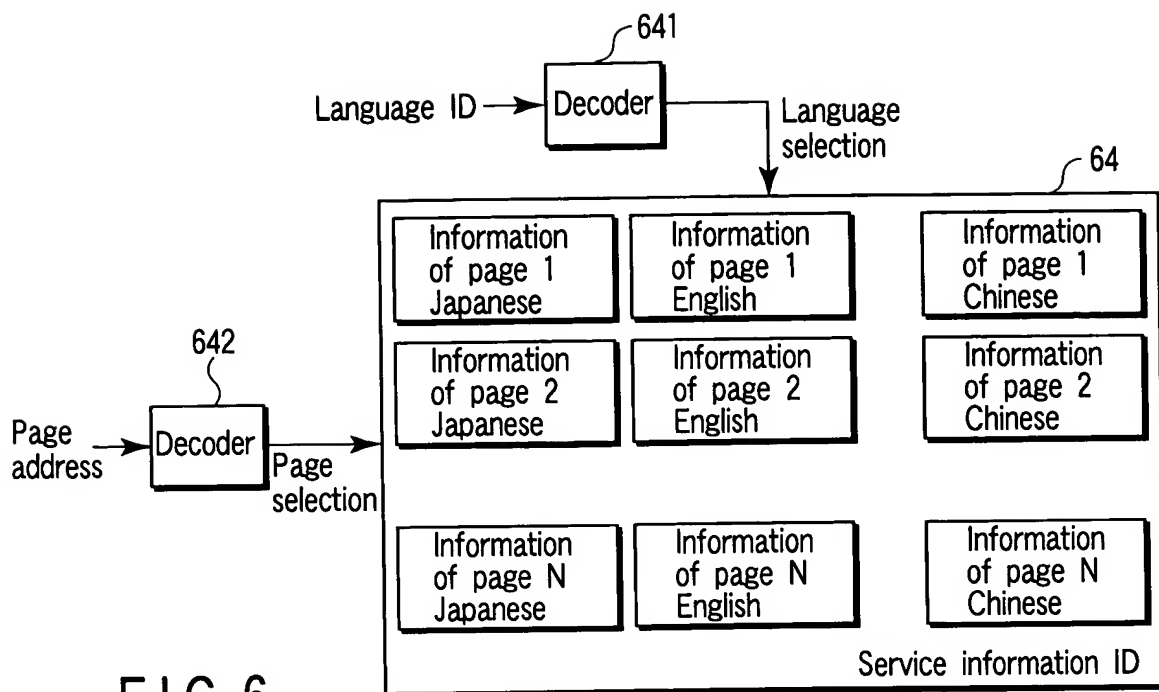 641
Language ID
Decoder
Language
selection
64
Information
of page 1
Japanese
Information
of page 1
English
Information
of page 1
Chinese
642
Information
of page 2
Japanese
Information
of page 2
English
Information
of page 2
Chinese
Page
address
Decoder
Page
selection
Information
of page N
Japanese
Information
of page N
English
Information
of page N
Chinese
Service information ID
FIG. 6